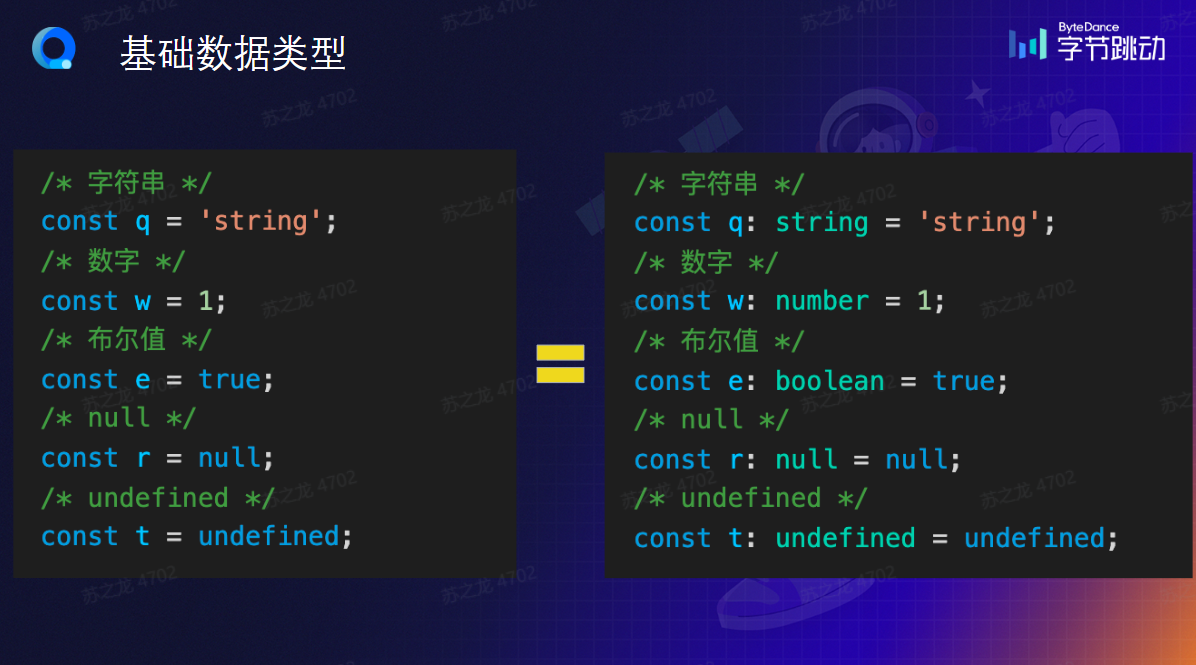 基础数据类型
ByteDance
字节跳动
/* 字符串 */
const q = 'string';
/* 数字 */
const w = 1;
/* 布尔值 */
const e = true;
/* null */
const r = null;
/* undefined */
const t = undefined;
=
/* 字符串 */
const q: string = 'string';
/* 数字 */
const w: number = 1;
/* 布尔值 */
const e: boolean = true;
/* null */
const r: null = null;
/* undefined */
const t: undefined = undefined;
苏之龙 4702